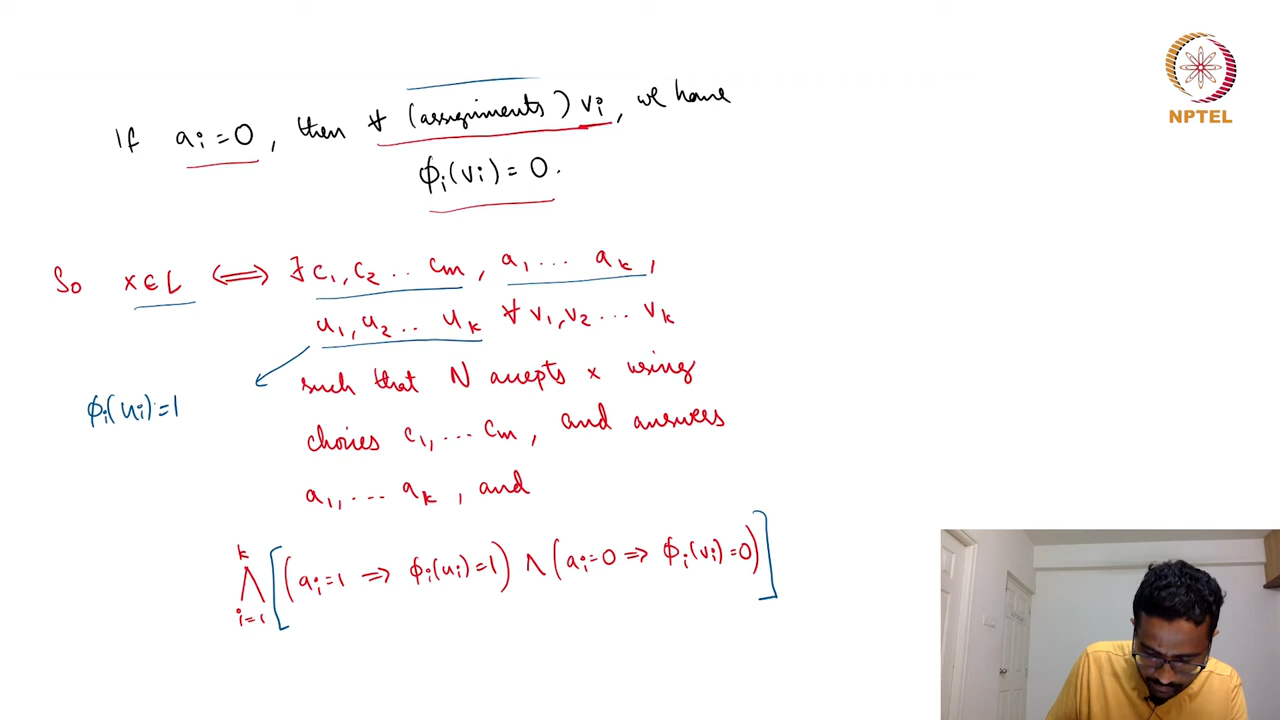 If aᵢ=0, then ∀ (assignments) vᵢ, we have
ϕᵢ(vᵢ) = 0.
So x∈L ⟺ ∃ c₁, c₂ .. cₘ, a₁ ... aₖ,
u₁, u₂ .. uₖ ∀ v₁, v₂ ... vₖ
such that N accepts x using
choices c₁, ... cₘ, and answers
a₁, ... aₖ, and
ϕᵢ(uᵢ)=1
k
⋀ [(aᵢ=1 ⟹ ϕᵢ(uᵢ)=1) ∧ (aᵢ=0 ⟹ ϕᵢ(vᵢ)=0)]
i=1
NPTEL